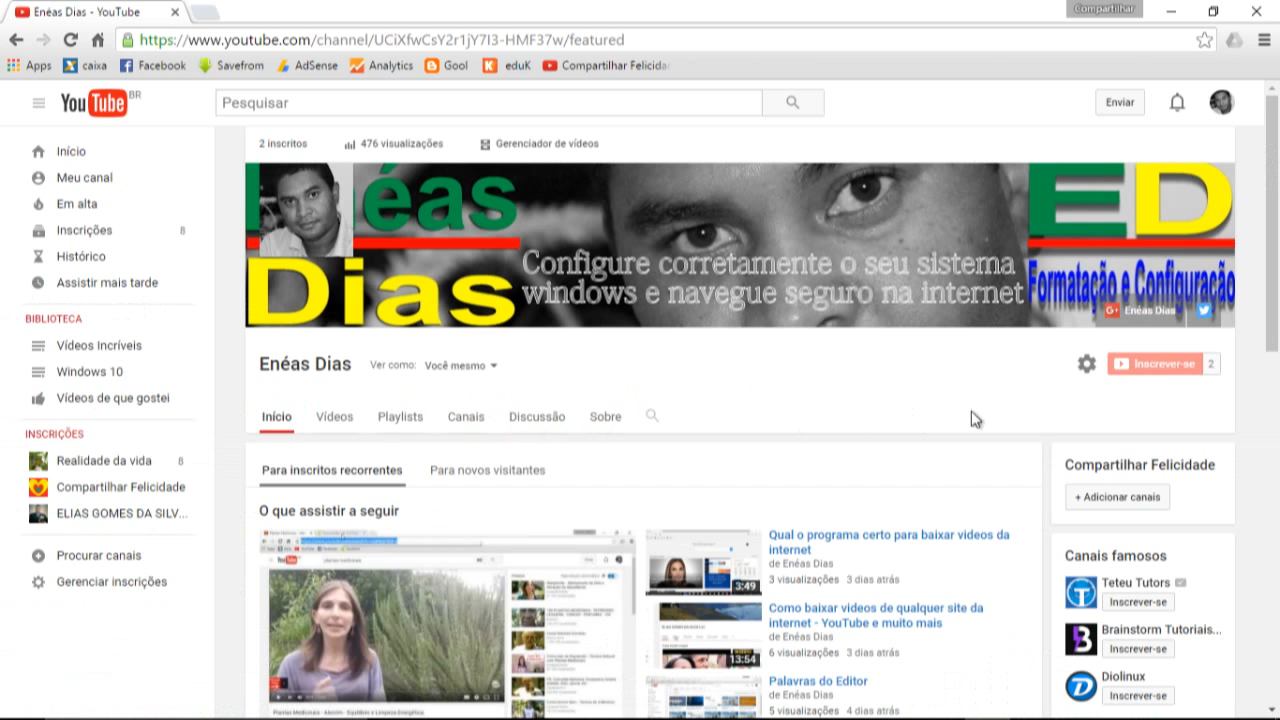 Enéas Dias - YouTube
Compartilhar
https://www.youtube.com/channel/UCiXfwCsY2r1jY7I3-HMF37w/featured
Apps caixa Facebook Savefrom AdSense Analytics Gool eduK Compartilhar Felicida
YouTube BR
Pesquisar
Enviar
2 inscritos 476 visualizações Gerenciador de vídeos
Início
Meu canal
Em alta
Inscrições 8
Histórico
Assistir mais tarde
BIBLIOTECA
Vídeos Incríveis
Windows 10
Vídeos de que gostei
INSCRIÇÕES
Realidade da vida 8
Compartilhar Felicidade
ELIAS GOMES DA SILV...
Procurar canais
Gerenciar inscrições
éas
Dias
Configure corretamente o seu sistema
windows e navegue seguro na internet
ED
Formatação e Configuração
Enéas Dias
Enéas Dias Ver como: Você mesmo
Inscrever-se 2
Início Vídeos Playlists Canais Discussão Sobre
Para inscritos recorrentes Para novos visitantes
O que assistir a seguir
Plantas Medicinais - Alecrim - Equilíbrio e Limpeza Energética
Qual o programa certo para baixar videos da
internet
de Enéas Dias
3 visualizações 3 dias atrás
3:49
Como baixar videos de qualquer site da
internet - YouTube e muito mais
de Enéas Dias
6 visualizações 3 dias atrás
13:54
Palavras do Editor
de Enéas Dias
5 visualizações 4 dias atrás
Compartilhar Felicidade
+ Adicionar canais
Canais famosos
Teteu Tutors
Inscrever-se
Brainstorm Tutoriais...
Inscrever-se
Diolinux
Inscrever-se